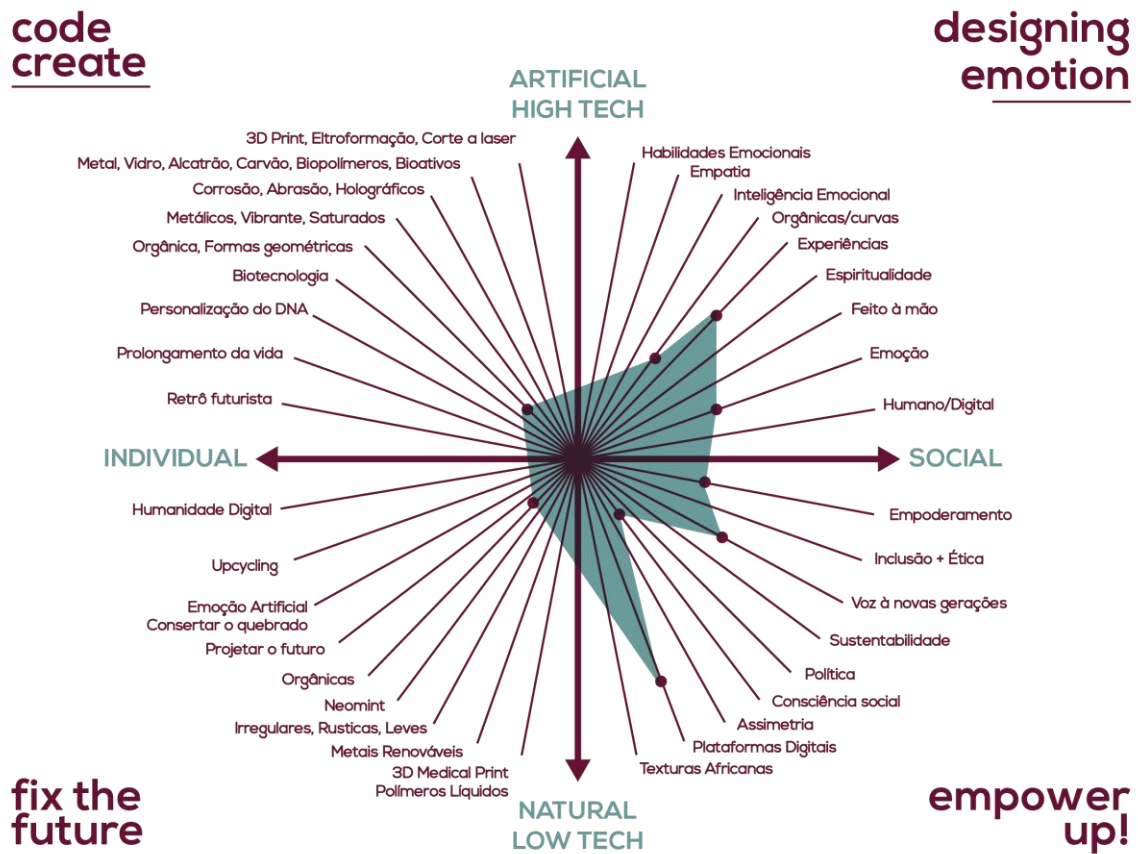 code
create
designing
emotion
ARTIFICIAL
HIGH TECH
3D Print, Eltroformação, Corte a laser
Metal, Vidro, Alcatrão, Carvão, Biopolímeros, Bioativos
Corrosão, Abrasão, Holográficos
Metálicos, Vibrante, Saturados
Orgânica, Formas geométricas
Biotecnologia
Personalização do DNA
Prolongamento da vida
Retrô futurista
Habilidades Emocionais
Empatia
Inteligência Emocional
Orgânicas/curvas
Experiências
Espiritualidade
Feito à mão
Emoção
Humano/Digital
INDIVIDUAL
SOCIAL
Humanidade Digital
Upcycling
Emoção Artificial
Consertar o quebrado
Projetar o futuro
Orgânicas
Neomint
Irregulares, Rusticas, Leves
Metais Renováveis
3D Medical Print
Polímeros Líquidos
Empoderamento
Inclusão + Ética
Voz à novas gerações
Sustentabilidade
Política
Consciência social
Assimetria
Plataformas Digitais
Texturas Africanas
NATURAL
LOW TECH
fix the
future
empower
up!